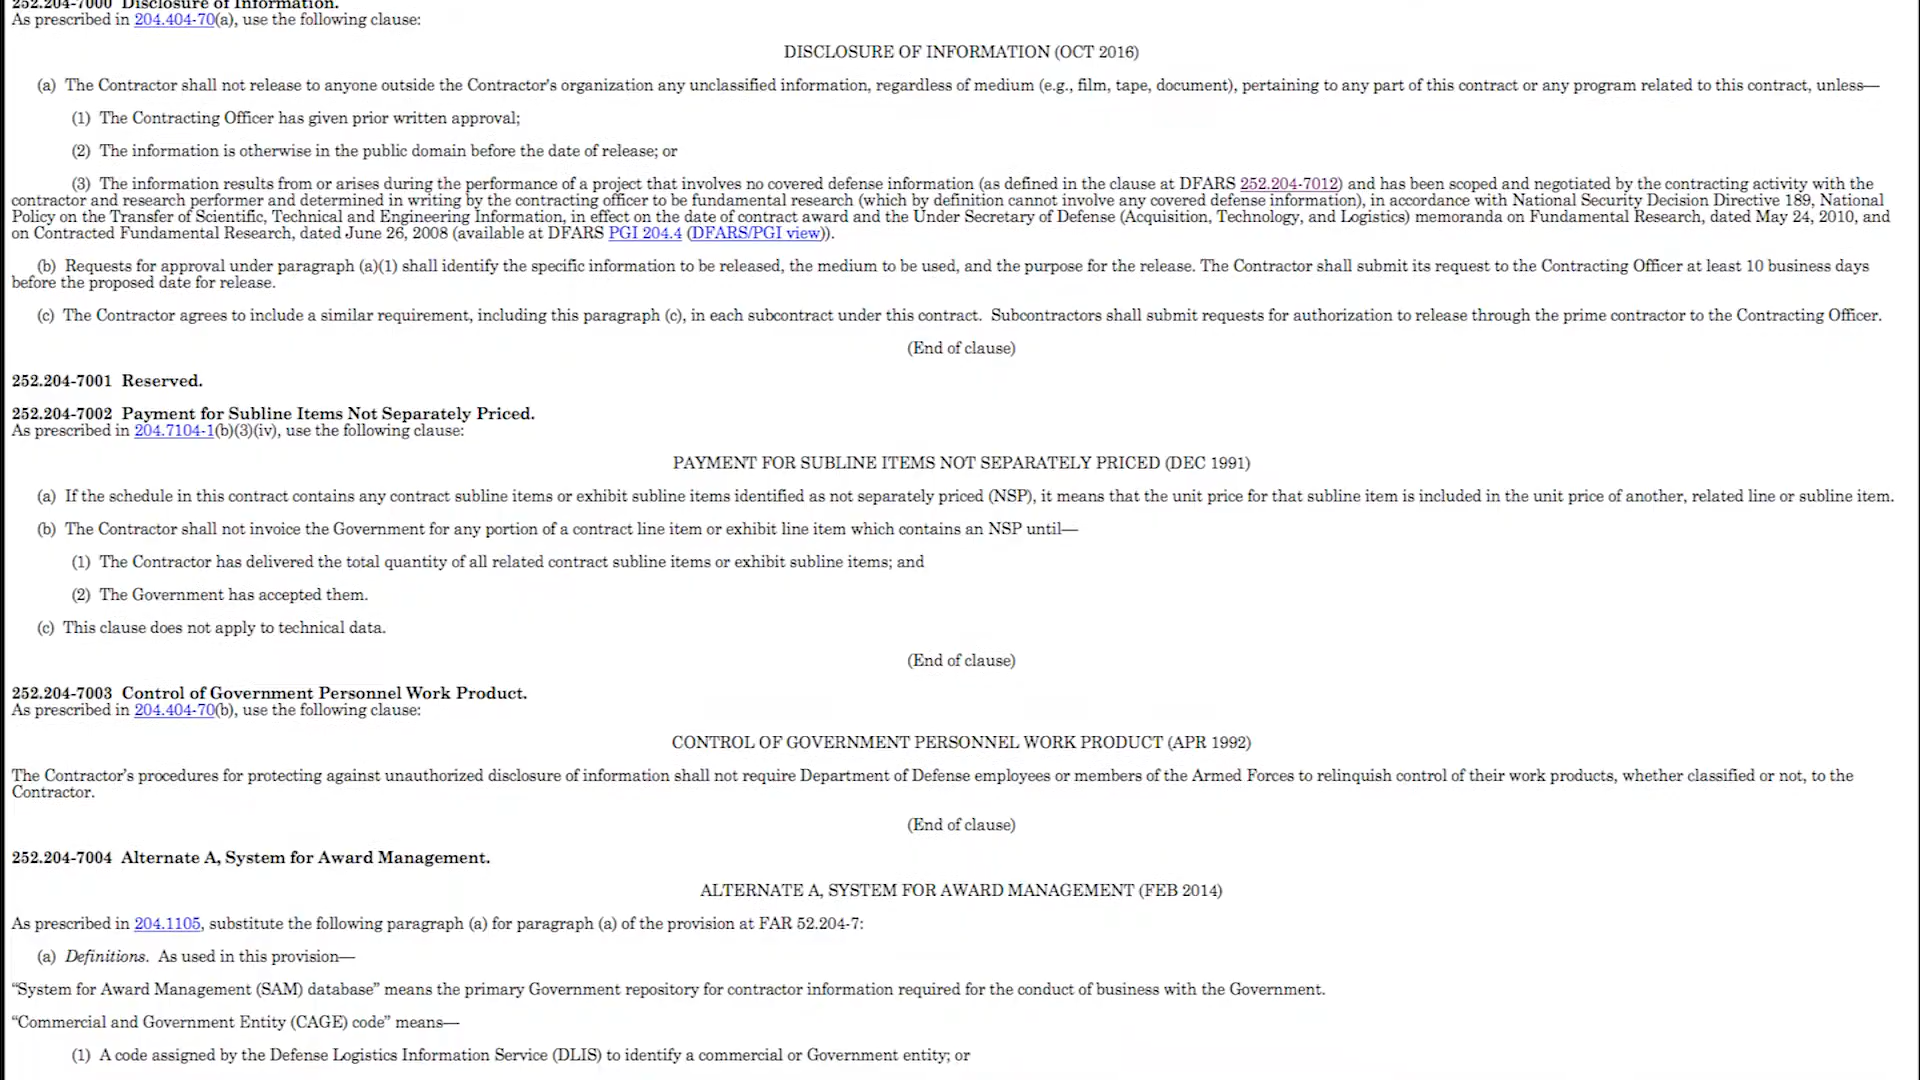 252.204-7000  Disclosure of Information.
As prescribed in 204.404-70(a), use the following clause:
DISCLOSURE OF INFORMATION (OCT 2016)
(a)  The Contractor shall not release to anyone outside the Contractor's organization any unclassified information, regardless of medium (e.g., film, tape, document), pertaining to any part of this contract or any program related to this contract, unless—
(1)  The Contracting Officer has given prior written approval;
(2)  The information is otherwise in the public domain before the date of release; or
(3)  The information results from or arises during the performance of a project that involves no covered defense information (as defined in the clause at DFARS 252.204-7012) and has been scoped and negotiated by the contracting activity with the
contractor and research performer and determined in writing by the contracting officer to be fundamental research (which by definition cannot involve any covered defense information), in accordance with National Security Decision Directive 189, National
Policy on the Transfer of Scientific, Technical and Engineering Information, in effect on the date of contract award and the Under Secretary of Defense (Acquisition, Technology, and Logistics) memoranda on Fundamental Research, dated May 24, 2010, and
on Contracted Fundamental Research, dated June 26, 2008 (available at DFARS PGI 204.4 (DFARS/PGI view)).
(b)  Requests for approval under paragraph (a)(1) shall identify the specific information to be released, the medium to be used, and the purpose for the release. The Contractor shall submit its request to the Contracting Officer at least 10 business days
before the proposed date for release.
(c)  The Contractor agrees to include a similar requirement, including this paragraph (c), in each subcontract under this contract.  Subcontractors shall submit requests for authorization to release through the prime contractor to the Contracting Officer.
(End of clause)
252.204-7001  Reserved.
252.204-7002  Payment for Subline Items Not Separately Priced.
As prescribed in 204.7104-1(b)(3)(iv), use the following clause:
PAYMENT FOR SUBLINE ITEMS NOT SEPARATELY PRICED (DEC 1991)
(a)  If the schedule in this contract contains any contract subline items or exhibit subline items identified as not separately priced (NSP), it means that the unit price for that subline item is included in the unit price of another, related line or subline item.
(b)  The Contractor shall not invoice the Government for any portion of a contract line item or exhibit line item which contains an NSP until—
(1)  The Contractor has delivered the total quantity of all related contract subline items or exhibit subline items; and
(2)  The Government has accepted them.
(c)  This clause does not apply to technical data.
(End of clause)
252.204-7003  Control of Government Personnel Work Product.
As prescribed in 204.404-70(b), use the following clause:
CONTROL OF GOVERNMENT PERSONNEL WORK PRODUCT (APR 1992)
The Contractor's procedures for protecting against unauthorized disclosure of information shall not require Department of Defense employees or members of the Armed Forces to relinquish control of their work products, whether classified or not, to the
Contractor.
(End of clause)
252.204-7004  Alternate A, System for Award Management.
ALTERNATE A, SYSTEM FOR AWARD MANAGEMENT (FEB 2014)
As prescribed in 204.1105, substitute the following paragraph (a) for paragraph (a) of the provision at FAR 52.204-7:
(a)  Definitions.  As used in this provision—
“System for Award Management (SAM) database” means the primary Government repository for contractor information required for the conduct of business with the Government.
“Commercial and Government Entity (CAGE) code” means—
(1)  A code assigned by the Defense Logistics Information Service (DLIS) to identify a commercial or Government entity; or